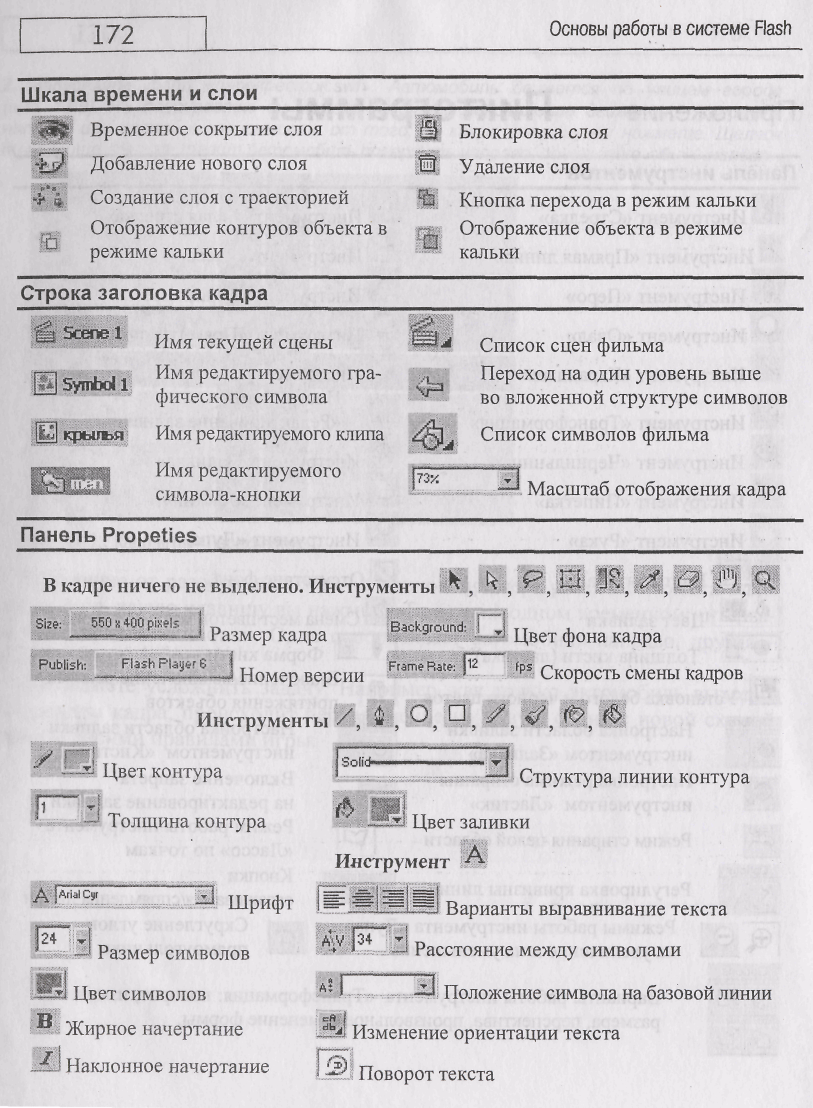 172
Основы работы в системе Flash
Шкала времени и слои
Временное сокрытие слоя
Блокировка слоя
Добавление нового слоя
Удаление слоя
Создание слоя с траекторией
Кнопка перехода в режим кальки
Отображение контуров объекта в
режиме кальки
Отображение объекта в режиме
кальки
Строка заголовка кадра
Scene 1
Имя текущей сцены
Список сцен фильма
Symbol 1
Имя редактируемого гра-
фического символа
Переход на один уровень выше
во вложенной структуре символов
крылья
Имя редактируемого клипа
Список символов фильма
men
Имя редактируемого
символа-кнопки
73%
Масштаб отображения кадра
Панель Propeties
В кадре ничего не выделено. Инструменты , , , , , , , ,
Size: 550 x 400 pixels Размер кадра
Background: Цвет фона кадра
Publish: Flash Player 6 Номер версии
Frame Rate: 12 fps Скорость смены кадров
Инструменты , , , , , , ,
Цвет контура
Solid Структура линии контура
1 Толщина контура
Цвет заливки
Инструмент A
A Arial Cyr Шрифт
Варианты выравнивание текста
24 Размер символов
A V 34 Расстояние между символами
Цвет символов
A Положение символа на базовой линии
B Жирное начертание
Изменение ориентации текста
I Наклонное начертание
Поворот текста